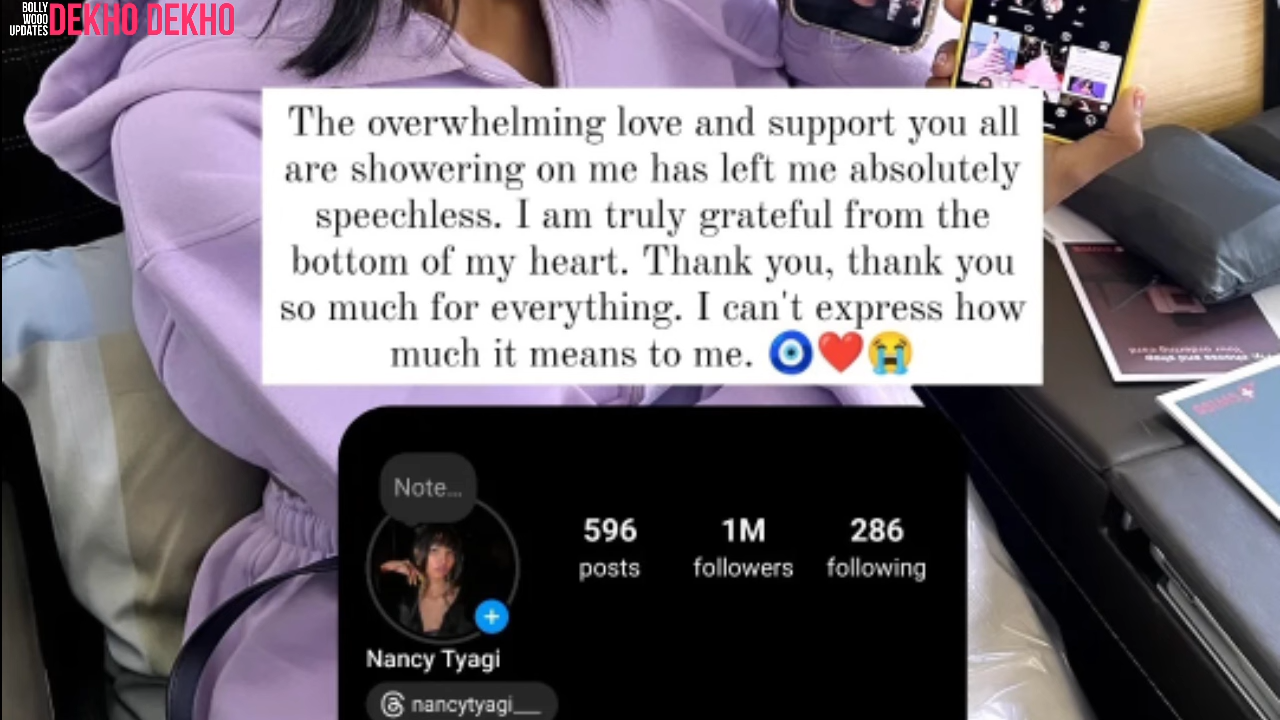 BOLLY
WOOD
UPDATES
DEKHO DEKHO
The overwhelming love and support you all
are showering on me has left me absolutely
speechless. I am truly grateful from the
bottom of my heart. Thank you, thank you
so much for everything. I can't express how
much it means to me. 🧿❤️😭
Note...
596 1M 286
posts followers following
Nancy Tyagi
nancytyagi___